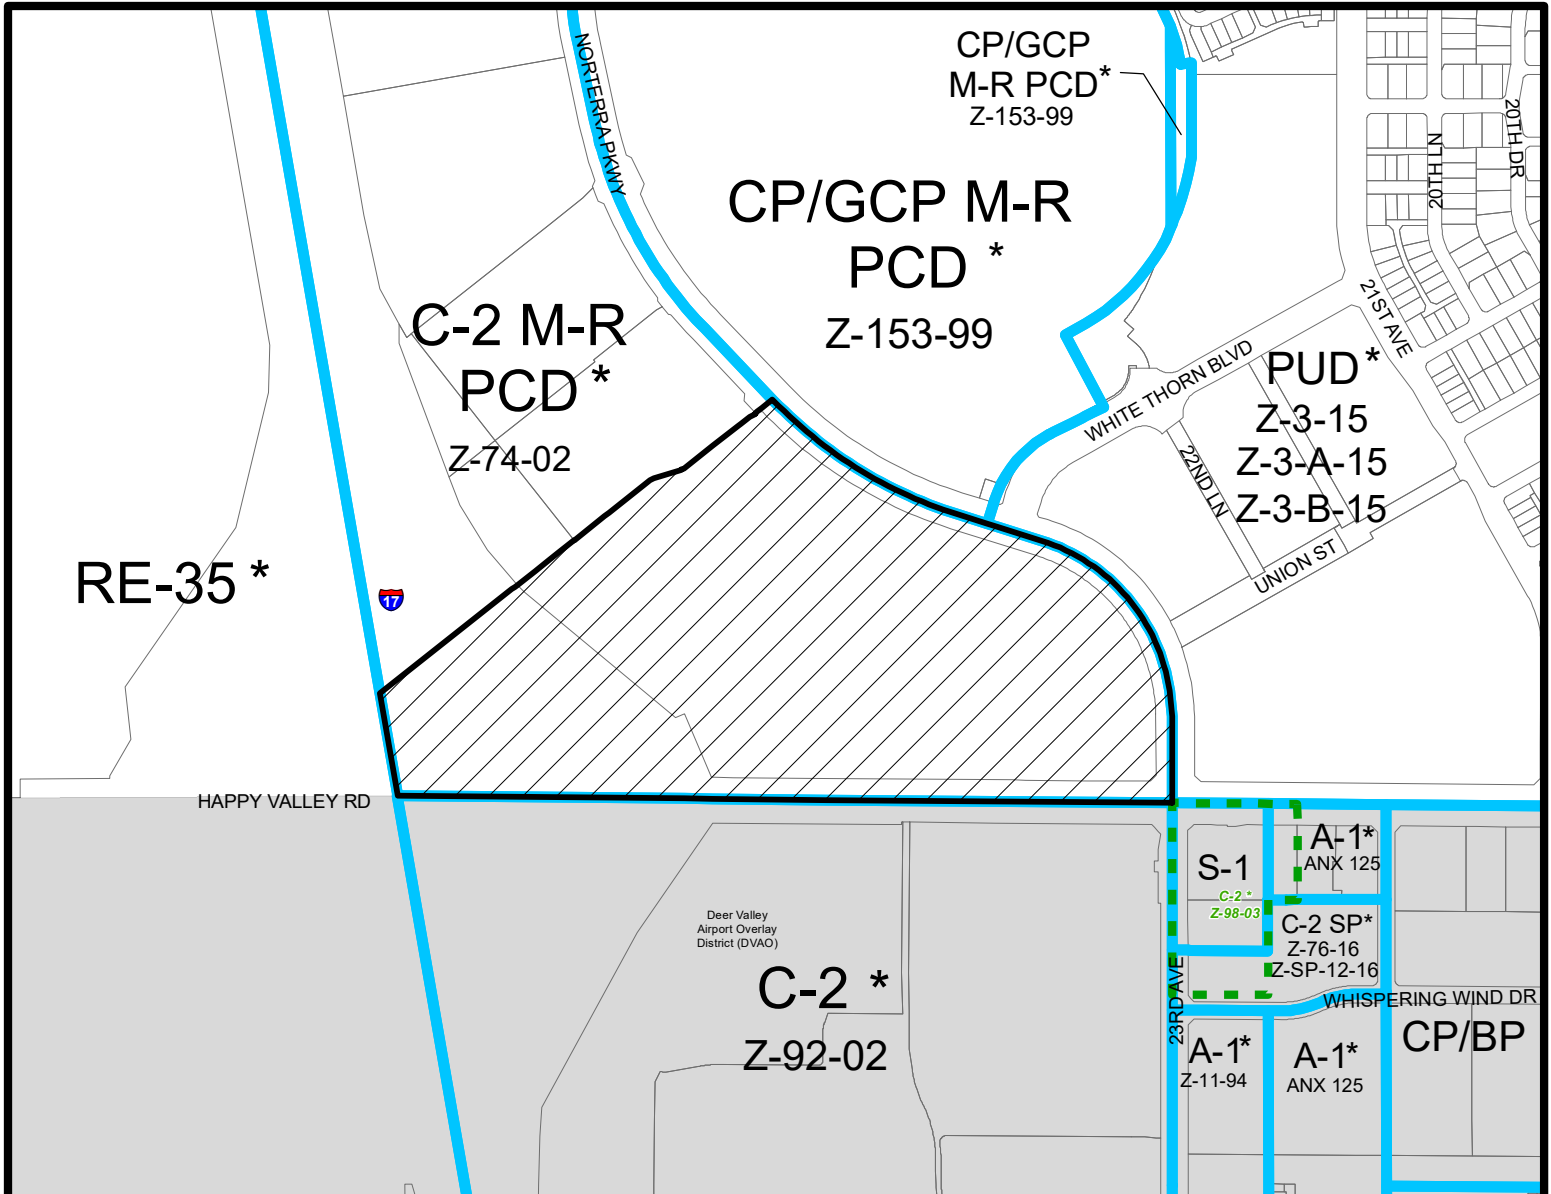 NORTERRA PKWY
CP/GCP
M-R PCD*
Z-153-99
20TH LN
20TH DR
CP/GCP M-R
PCD *
Z-153-99
C-2 M-R
PCD *
Z-74-02
21ST AVE
WHITE THORN BLVD
PUD *
Z-3-15
Z-3-A-15
Z-3-B-15
22ND LN
UNION ST
RE-35 *
17
HAPPY VALLEY RD
S-1
C-2 *
Z-98-03
A-1*
ANX 125
C-2 SP*
Z-76-16
Z-SP-12-16
Deer Valley
Airport Overlay
District (DVAO)
C-2 *
Z-92-02
23RD AVE
WHISPERING WIND DR
CP/BP
A-1*
Z-11-94
A-1*
ANX 125